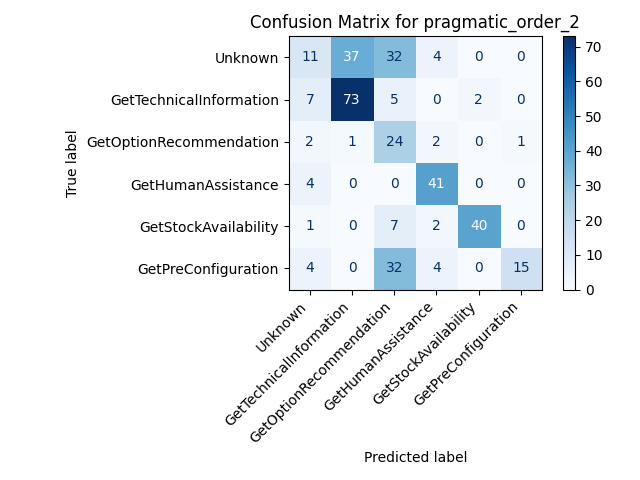 Confusion Matrix for pragmatic_order_2
True label
Unknown 11 37 32 4 0 0
GetTechnicalInformation 7 73 5 0 2 0
GetOptionRecommendation 2 1 24 2 0 1
GetHumanAssistance 4 0 0 41 0 0
GetStockAvailability 1 0 7 2 40 0
GetPreConfiguration 4 0 32 4 0 15
Unknown
GetTechnicalInformation
GetOptionRecommendation
GetHumanAssistance
GetStockAvailability
GetPreConfiguration
Predicted label
70
60
50
40
30
20
10
0